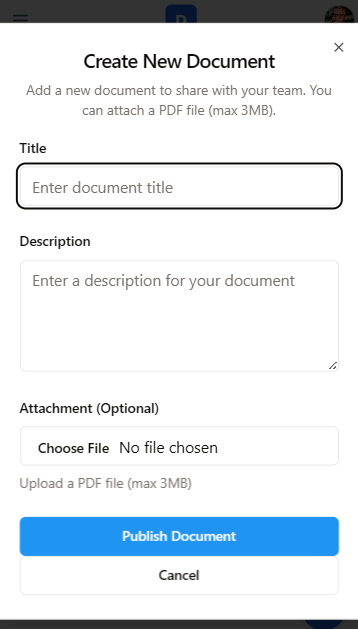 Create New Document
Add a new document to share with your team. You
can attach a PDF file (max 3MB).
Title
Enter document title
Description
Enter a description for your document
Attachment (Optional)
Choose File No file chosen
Upload a PDF file (max 3MB)
Publish Document
Cancel